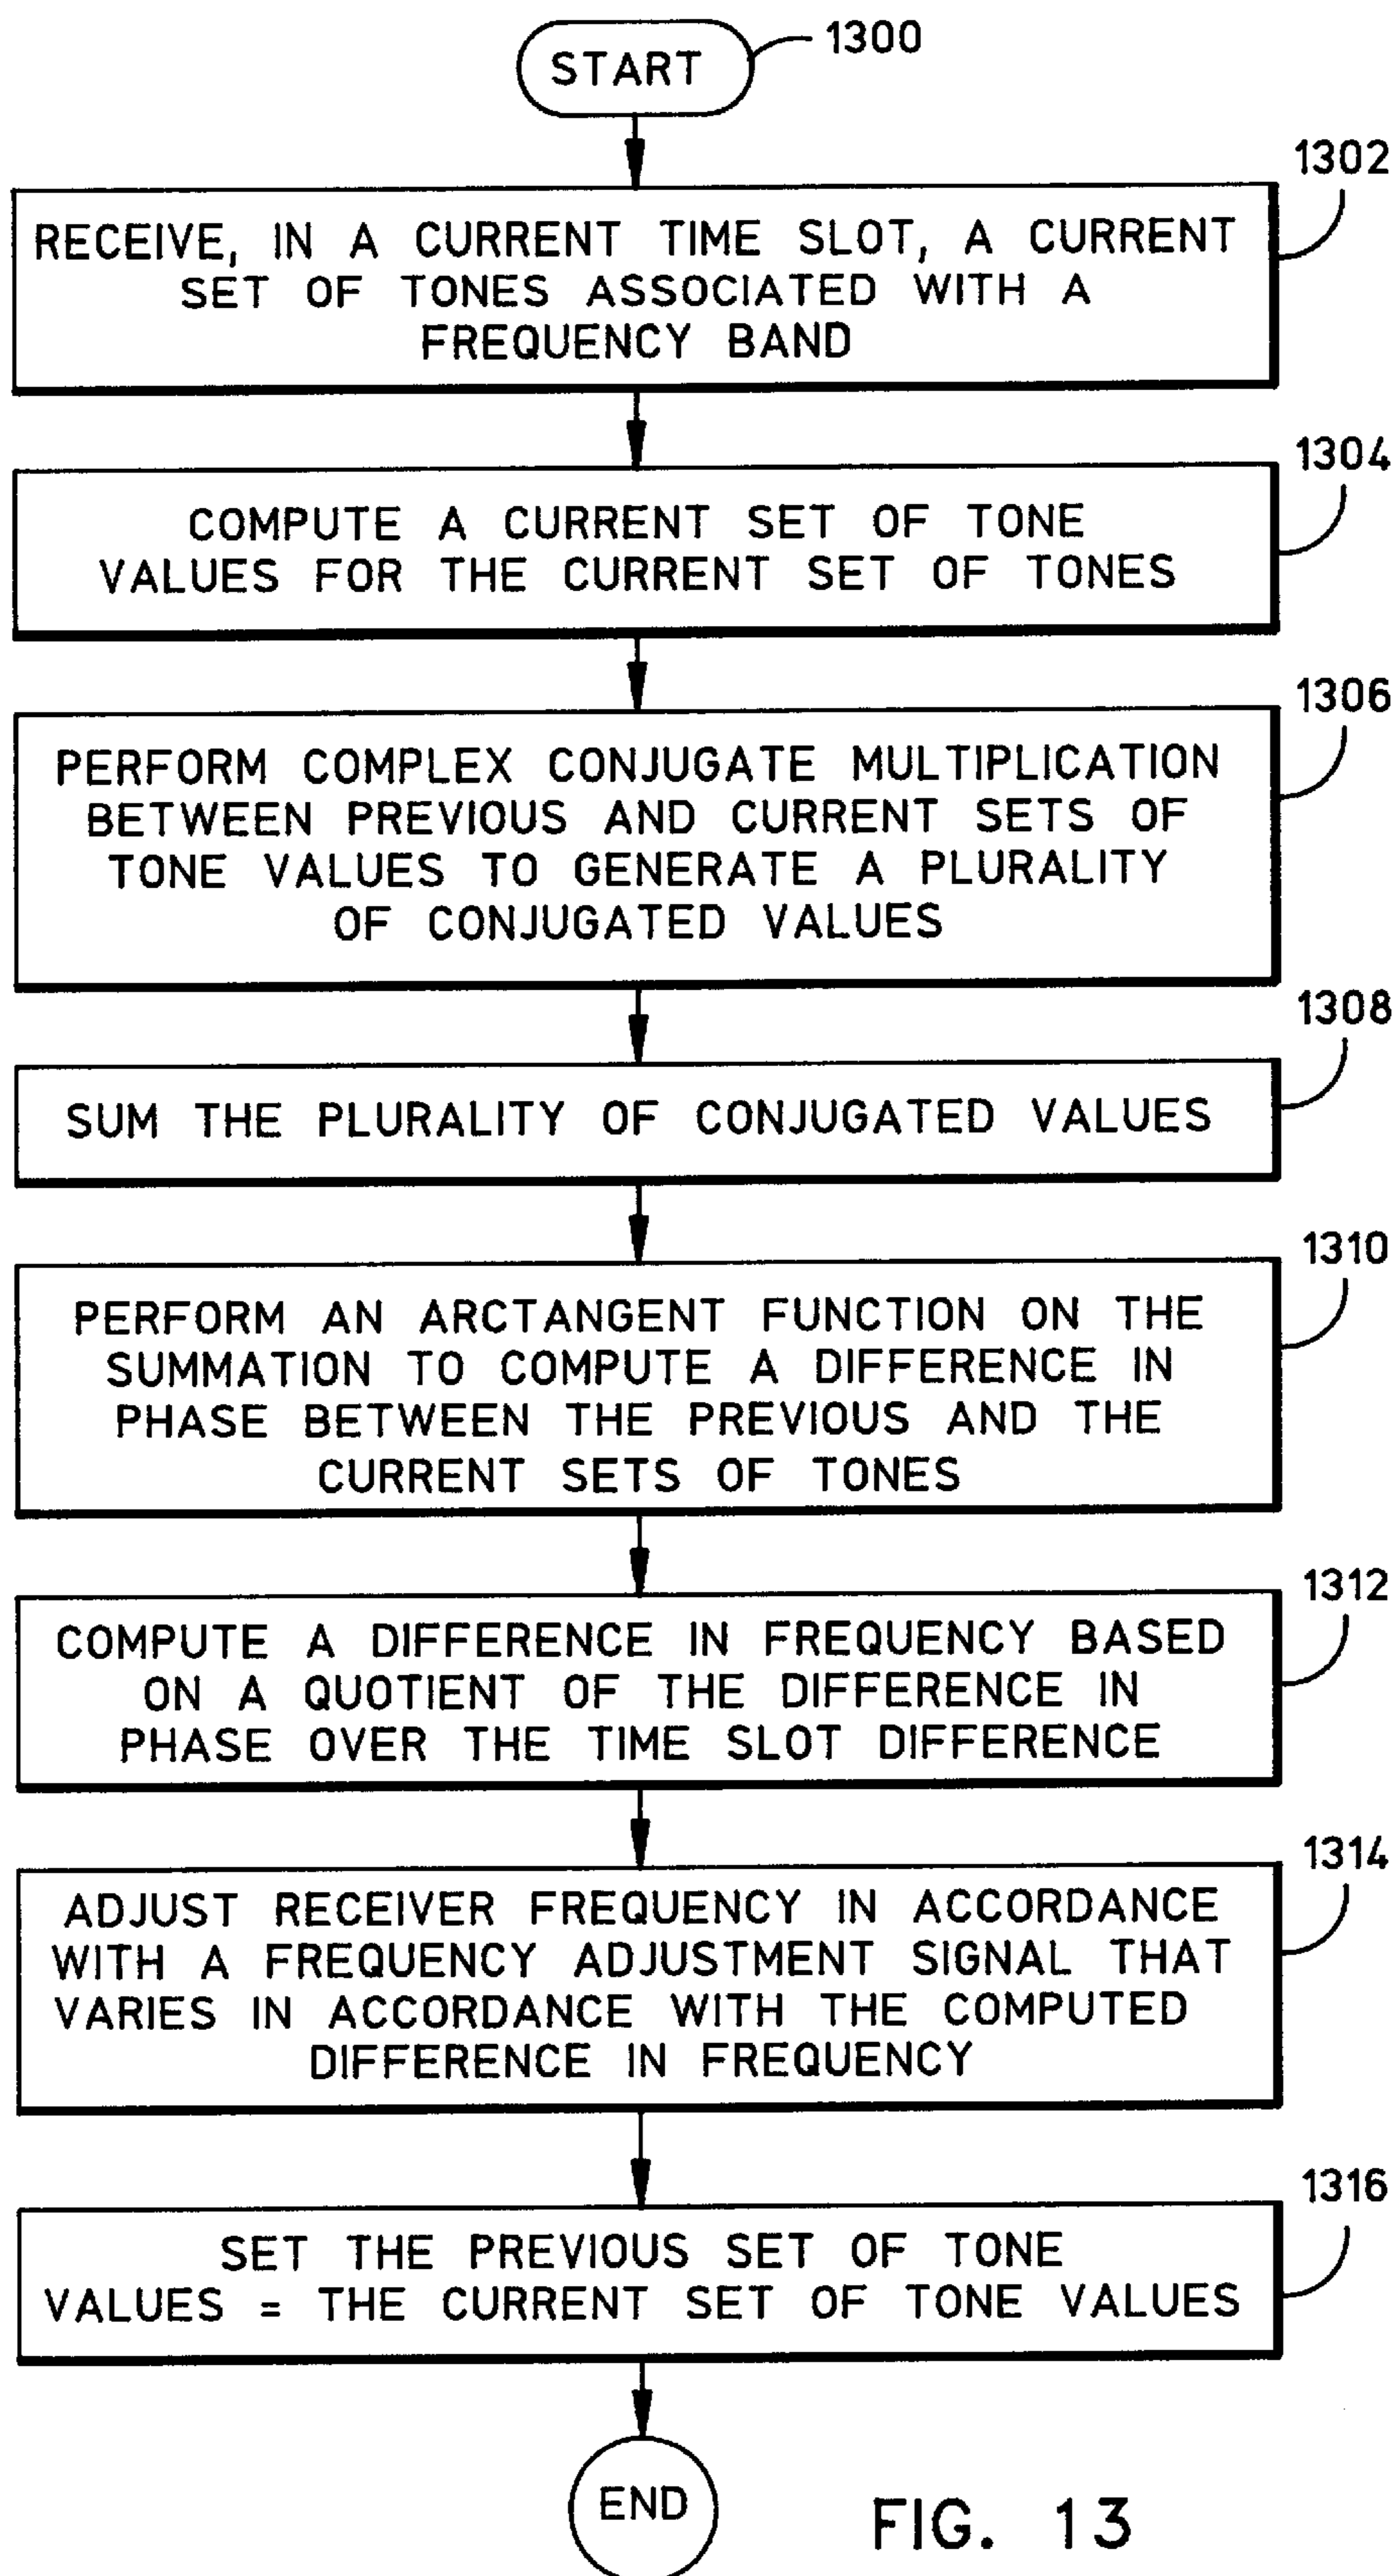 START
1300
1302
RECEIVE, IN A CURRENT TIME SLOT, A CURRENT
SET OF TONES ASSOCIATED WITH A
FREQUENCY BAND
1304
COMPUTE A CURRENT SET OF TONE
VALUES FOR THE CURRENT SET OF TONES
1306
PERFORM COMPLEX CONJUGATE MULTIPLICATION
BETWEEN PREVIOUS AND CURRENT SETS OF
TONE VALUES TO GENERATE A PLURALITY
OF CONJUGATED VALUES
1308
SUM THE PLURALITY OF CONJUGATED VALUES
1310
PERFORM AN ARCTANGENT FUNCTION ON THE
SUMMATION TO COMPUTE A DIFFERENCE IN
PHASE BETWEEN THE PREVIOUS AND THE
CURRENT SETS OF TONES
1312
COMPUTE A DIFFERENCE IN FREQUENCY BASED
ON A QUOTIENT OF THE DIFFERENCE IN
PHASE OVER THE TIME SLOT DIFFERENCE
1314
ADJUST RECEIVER FREQUENCY IN ACCORDANCE
WITH A FREQUENCY ADJUSTMENT SIGNAL THAT
VARIES IN ACCORDANCE WITH THE COMPUTED
DIFFERENCE IN FREQUENCY
1316
SET THE PREVIOUS SET OF TONE
VALUES = THE CURRENT SET OF TONE VALUES
END
FIG. 13